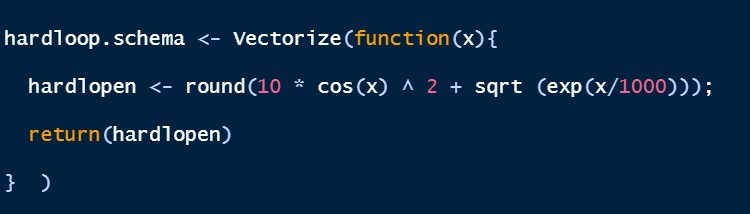 hardloop.schema <- Vectorize(function(x){
hardlopen <- round(10 * cos(x) ^ 2 + sqrt (exp(x/1000)));
return(hardlopen)
}  )